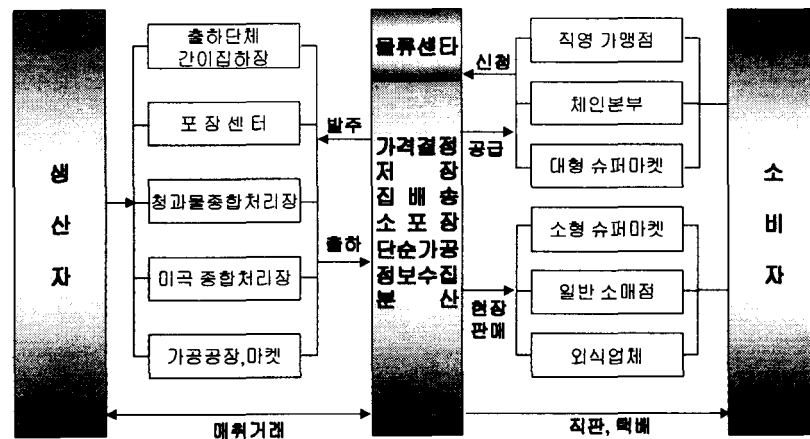 생
산
자
출하단체
간이집하장
포 장 센 터
청과물종합처리장
미곡 종합처리장
가공공장,마켓
발주
출하
매취거래
물류센타
가격결정
저 장
집 배 송
소 포 장
단순가공
정보수집
분 산
신청
공급
현장
판매
직판, 택배
직영 가맹점
체인본부
대형 슈퍼마켓
소형 슈퍼마켓
일반 소매점
외식업체
소
비
자